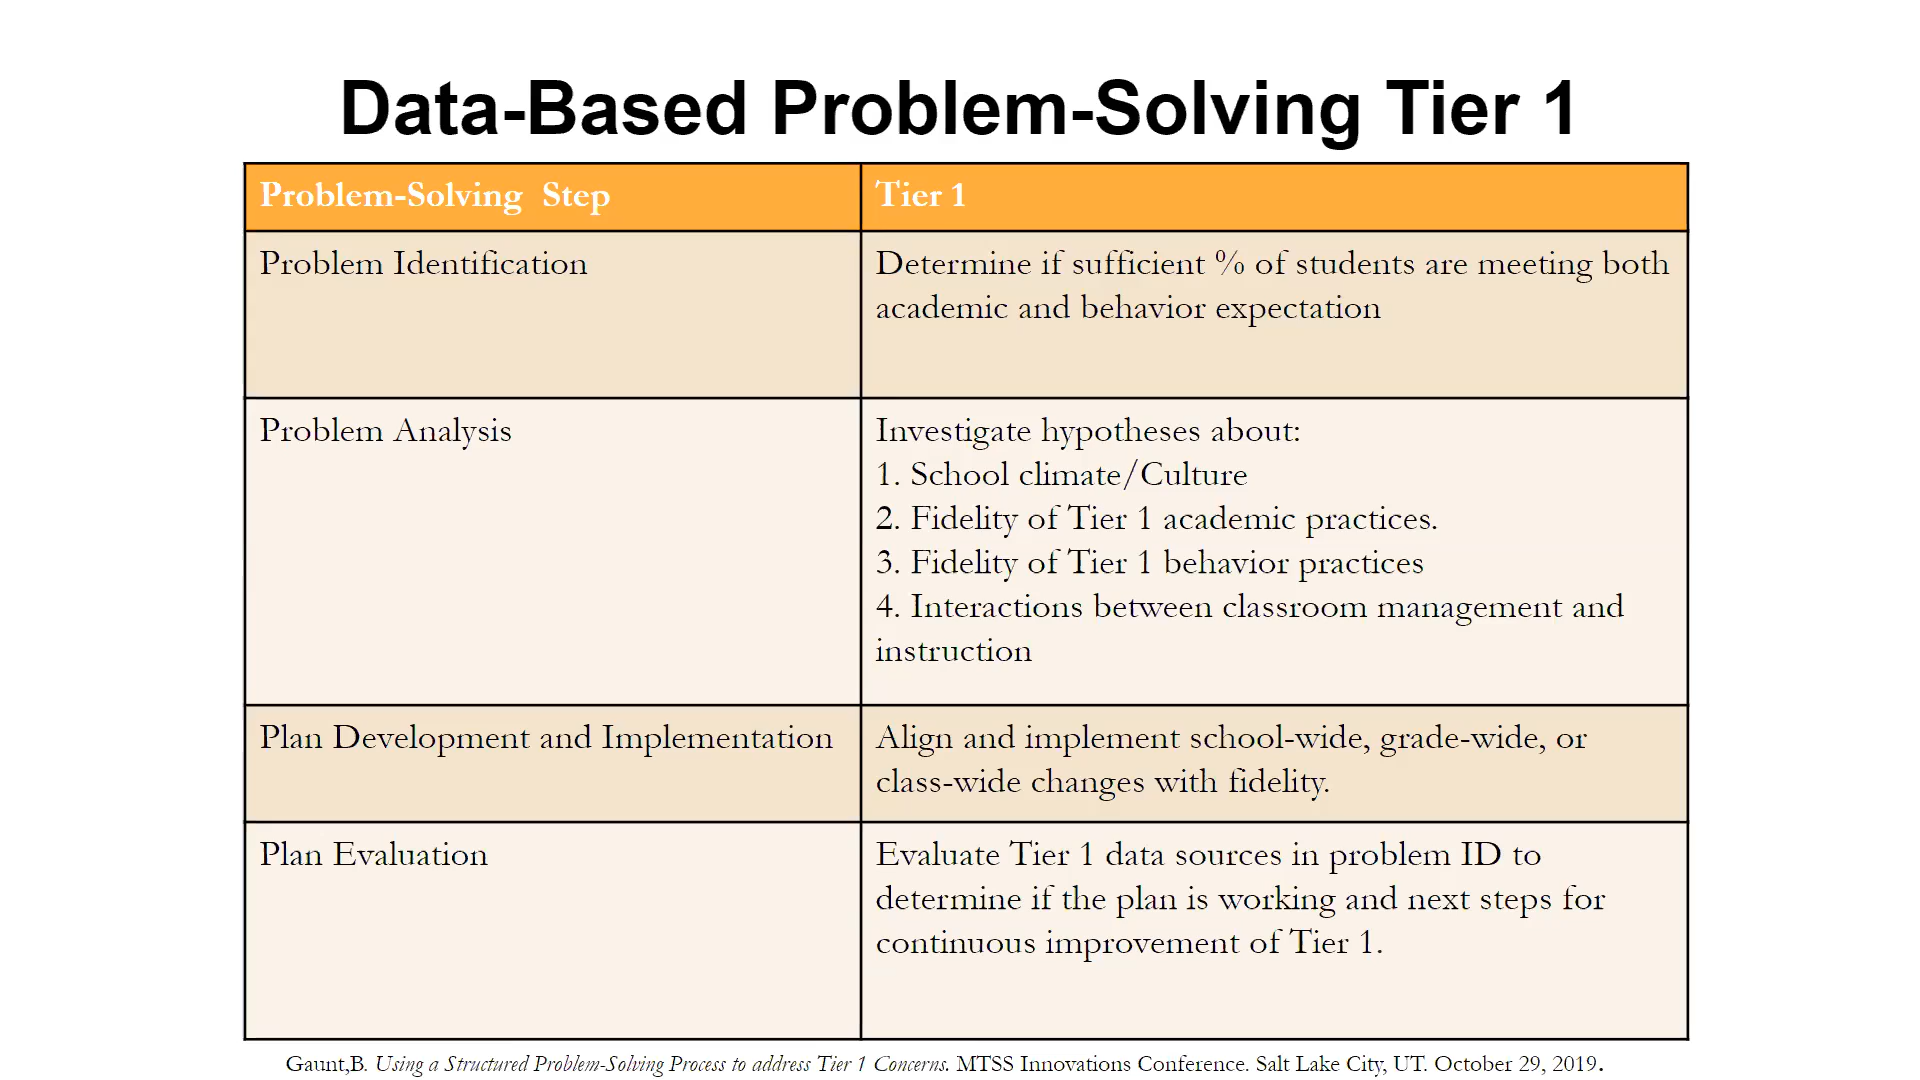 Data-Based Problem-Solving Tier 1
Problem-Solving Step
Tier 1
Problem Identification
Determine if sufficient % of students are meeting both
academic and behavior expectation
Problem Analysis
Investigate hypotheses about:
1. School climate/Culture
2. Fidelity of Tier 1 academic practices.
3. Fidelity of Tier 1 behavior practices
4. Interactions between classroom management and
instruction
Plan Development and Implementation
Align and implement school-wide, grade-wide, or
class-wide changes with fidelity.
Plan Evaluation
Evaluate Tier 1 data sources in problem ID to
determine if the plan is working and next steps for
continuous improvement of Tier 1.
Gaunt,B. Using a Structured Problem-Solving Process to address Tier 1 Concerns. MTSS Innovations Conference. Salt Lake City, UT. October 29, 2019.